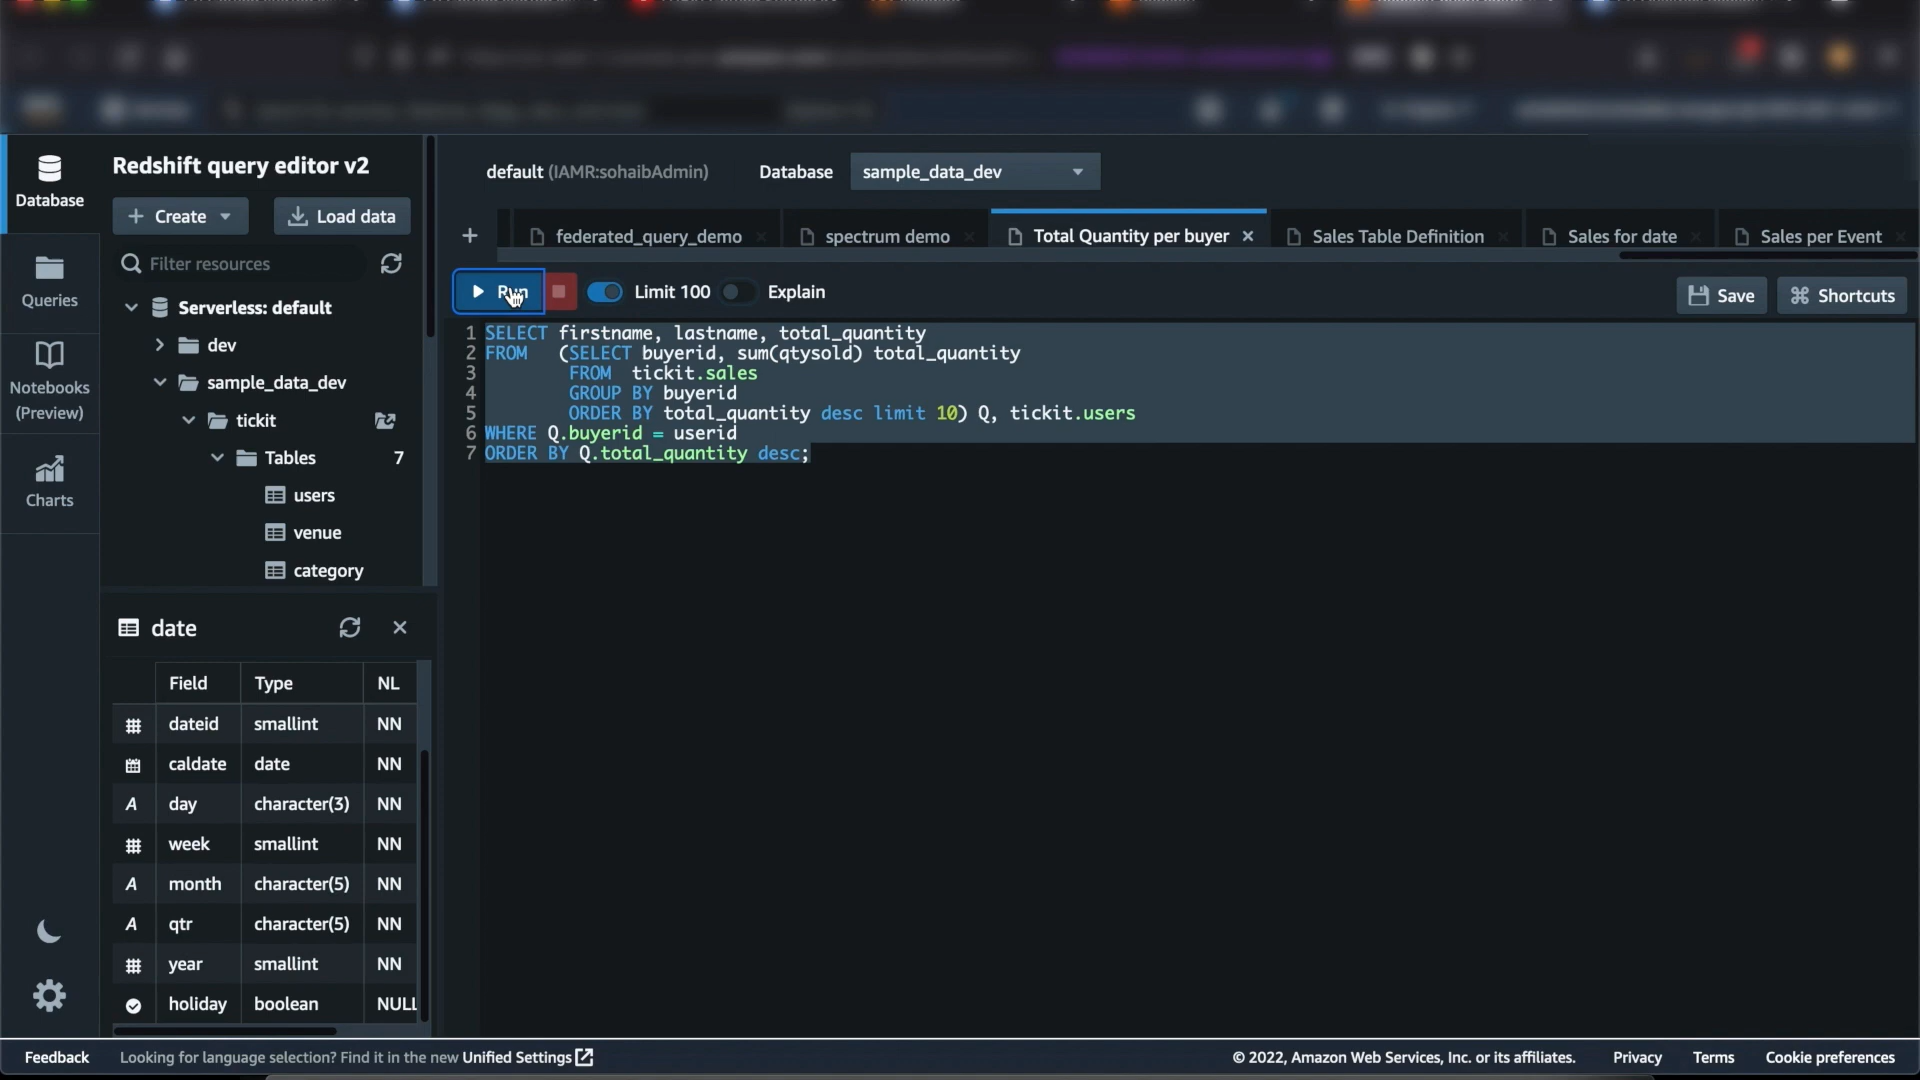 Redshift query editor v2
Database
Create
Load data
Filter resources
Queries
Serverless: default
dev
sample_data_dev
tickit
Tables 7
users
venue
category
Notebooks
(Preview)
Charts
date
Field Type NL
dateid smallint NN
caldate date NN
day character(3) NN
week smallint NN
month character(5) NN
qtr character(5) NN
year smallint NN
holiday boolean NULL
default (IAMR:sohaibAdmin) Database sample_data_dev
+ federated_query_demo × spectrum demo × Total Quantity per buyer × Sales Table Definition × Sales for date × Sales per Event ×
Run Limit 100 Explain Save ⌘ Shortcuts
1 SELECT firstname, lastname, total_quantity
2 FROM (SELECT buyerid, sum(qtysold) total_quantity
3 FROM tickit.sales
4 GROUP BY buyerid
5 ORDER BY total_quantity desc limit 10) Q, tickit.users
6 WHERE Q.buyerid = userid
7 ORDER BY Q.total_quantity desc;
Feedback Looking for language selection? Find it in the new Unified Settings © 2022, Amazon Web Services, Inc. or its affiliates. Privacy Terms Cookie preferences